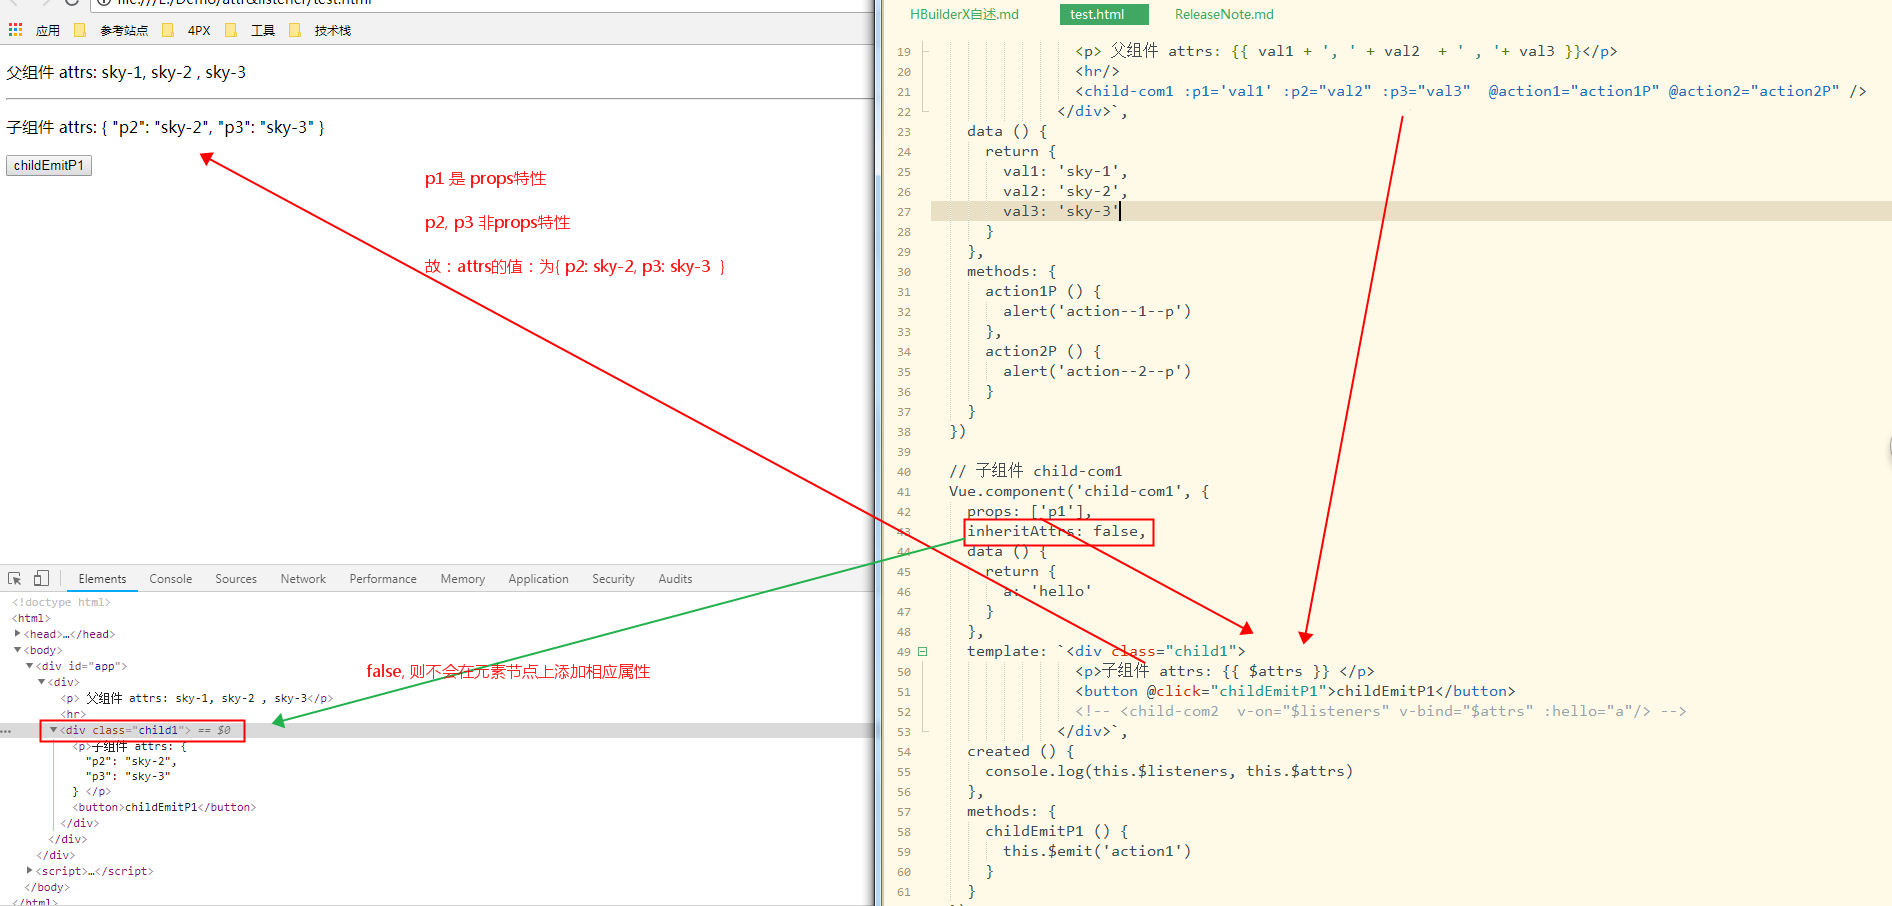 file:///E:/Demo/attr&listener/test.html
应用 参考站点 4PX 工具 技术栈
父组件 attrs: sky-1, sky-2 , sky-3
子组件 attrs: { "p2": "sky-2", "p3": "sky-3" }
childEmitP1
p1 是 props特性
p2, p3 非props特性
故：attrs的值：为{ p2: sky-2, p3: sky-3 }
Elements Console Sources Network Performance Memory Application Security Audits
<!doctype html>
<html>
<head>…</head>
<body>
<div id="app">
<div>
<p> 父组件 attrs: sky-1, sky-2 , sky-3</p>
<hr>
<div class="child1"> == $0
<p>子组件 attrs: {
"p2": "sky-2",
"p3": "sky-3"
} </p>
<button>childEmitP1</button>
</div>
</div>
</div>
<script>…</script>
</body>
</html>
false, 则不会在元素节点上添加相应属性
HBuilderX自述.md test.html ReleaseNote.md
19 <p> 父组件 attrs: {{ val1 + ', ' + val2  + ' , '+ val3 }}</p>
20 <hr/>
21 <child-com1 :p1='val1' :p2="val2" :p3="val3"  @action1="action1P" @action2="action2P" />
22 </div>`,
23 data () {
24 return {
25 val1: 'sky-1',
26 val2: 'sky-2',
27 val3: 'sky-3'
28 }
29 },
30 methods: {
31 action1P () {
32 alert('action--1--p')
33 },
34 action2P () {
35 alert('action--2--p')
36 }
37 }
38 })
39
40 // 子组件 child-com1
41 Vue.component('child-com1', {
42 props: ['p1'],
43 inheritAttrs: false,
44 data () {
45 return {
46 a: 'hello'
47 }
48 },
49 template: `<div class="child1">
50 <p>子组件 attrs: {{ $attrs }} </p>
51 <button @click="childEmitP1">childEmitP1</button>
52 <!-- <child-com2  v-on="$listeners" v-bind="$attrs" :hello="a"/> -->
53 </div>`,
54 created () {
55 console.log(this.$listeners, this.$attrs)
56 },
57 methods: {
58 childEmitP1 () {
59 this.$emit('action1')
60 }
61 }